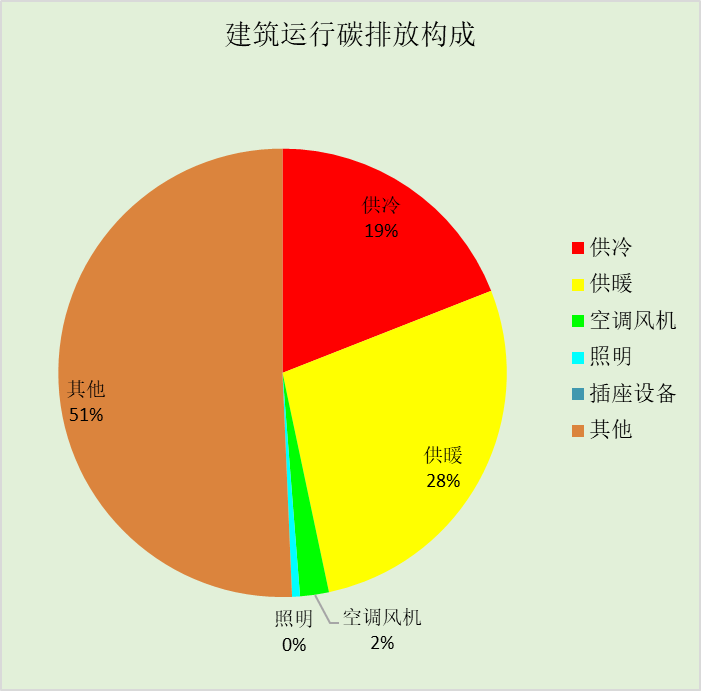 建筑运行碳排放构成
供冷
19%
供暖
28%
空调风机
2%
照明
0%
其他
51%
供冷
供暖
空调风机
照明
插座设备
其他